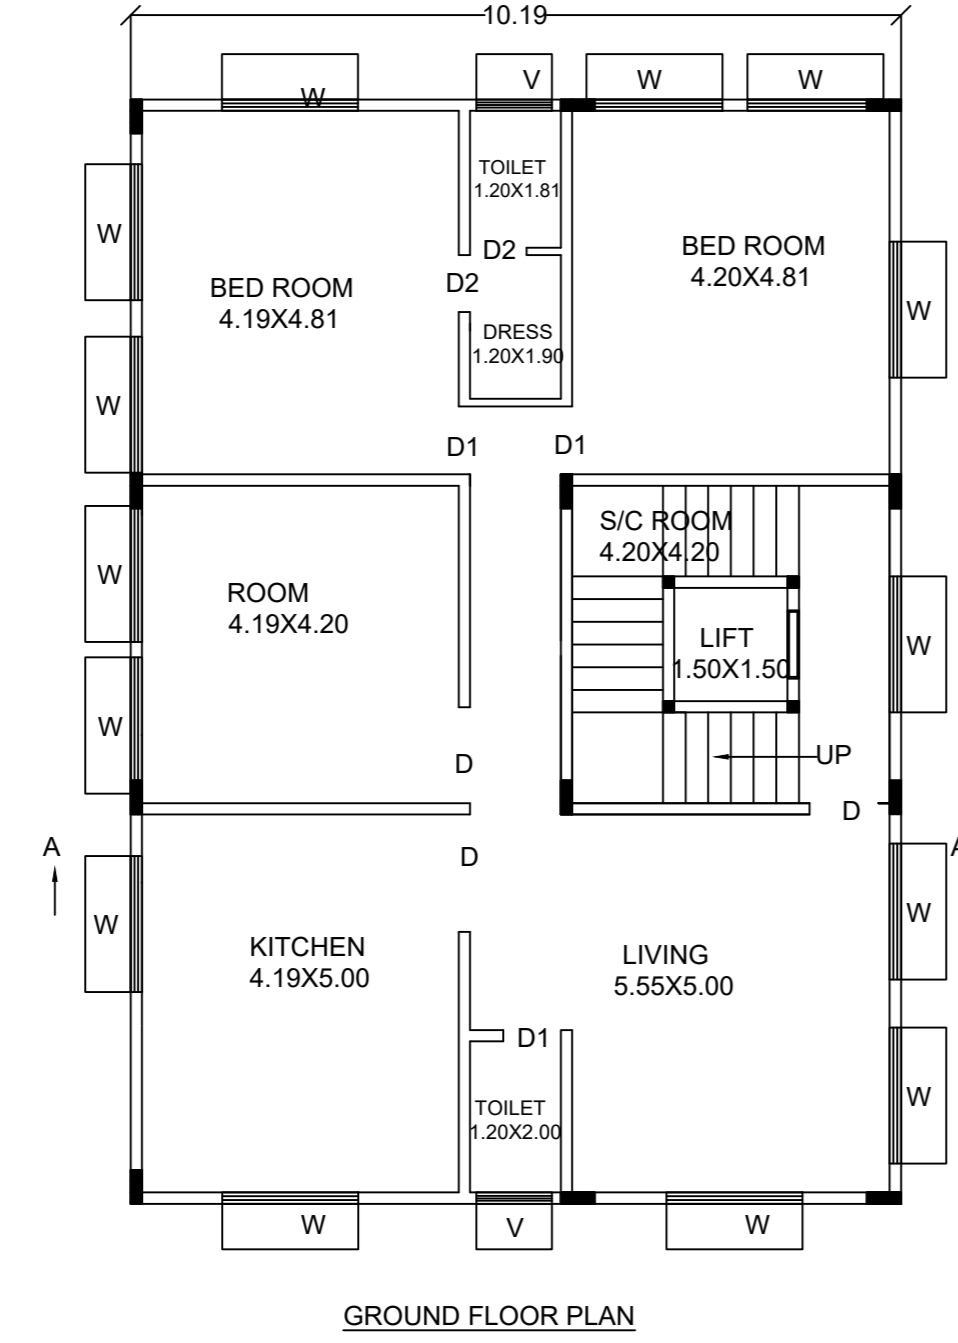 10.19
W
V
W
W
TOILET
1.20X1.81
W
BED ROOM
4.20X4.81
D2
D2
BED ROOM
4.19X4.81
W
DRESS
1.20X1.90
W
D1
D1
S/C ROOM
4.20X4.20
W
ROOM
4.19X4.20
LIFT
1.50X1.50
W
W
D
UP
D
A
A
D
W
W
KITCHEN
4.19X5.00
LIVING
5.55X5.00
D1
W
TOILET
1.20X2.00
W
V
W
GROUND FLOOR PLAN